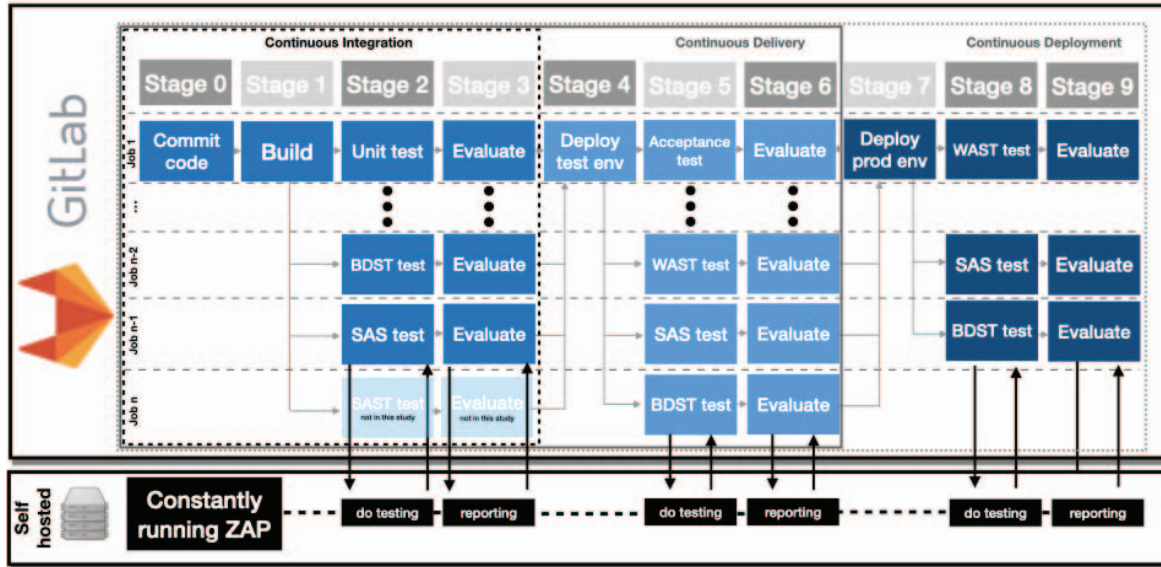 Continuous Integration
Continuous Delivery
Continuous Deployment
Stage 0
Stage 1
Stage 2
Stage 3
Stage 4
Stage 5
Stage 6
Stage 7
Stage 8
Stage 9
GitLab
Job 1
Commit
code
Build
Unit test
Evaluate
Deploy
test env
Acceptance
test
Evaluate
Deploy
prod env
WAST test
Evaluate
...
Job n-2
BDST test
Evaluate
WAST test
Evaluate
SAS test
Evaluate
Job n-1
SAS test
Evaluate
SAS test
Evaluate
BDST test
Evaluate
Job n
SAST test
not in this study
Evaluate
not in this study
BDST test
Evaluate
Self
hosted
Constantly
running ZAP
do testing
reporting
do testing
reporting
do testing
reporting